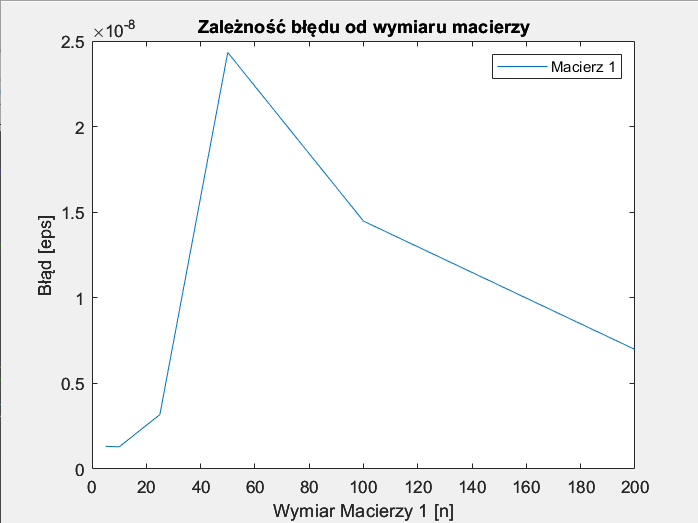 Zależność błędu od wymiaru macierzy
×10^-8
Macierz 1
2.5
2
1.5
1
0.5
0
Błąd [eps]
0 20 40 60 80 100 120 140 160 180 200
Wymiar Macierzy 1 [n]